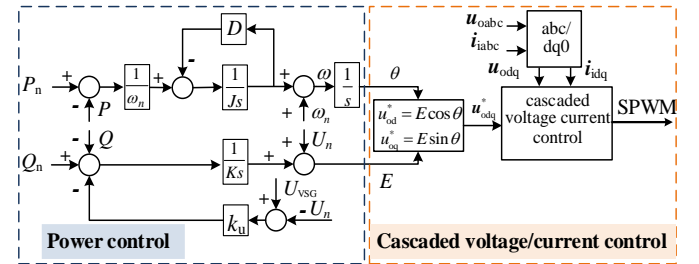 u_oabc
i_iabc
abc/
dq0
u_odq
i_idq
D
P_n
+
-
1/ω_n
+
-
1/Js
+
+
ω
1/s
θ
P
ω_n
u*_od = E cos θ
u*_oq = E sin θ
u*_odq
cascaded
voltage current
control
SPWM
Q
U_n
Q_n
+
-
-
1/Ks
+
+
E
U_VSG
+
-
U_n
k_u
Power control
Cascaded voltage/current control